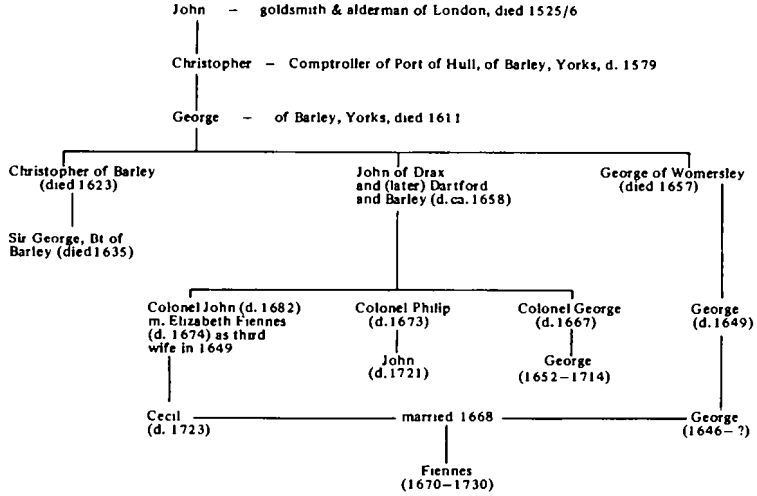 John – goldsmith & alderman of London, died 1525/6
Christopher – Comptroller of Port of Hull, of Barley, Yorks, d. 1579
George – of Barley, Yorks, died 1611
Christopher of Barley
(died 1623)
John of Drax
and (later) Dartford
and Barley (d. ca. 1658)
George of Womersley
(died 1657)
Sir George, Bt of
Barley (died 1635)
Colonel John (d. 1682)
m. Elizabeth Fiennes
(d. 1674) as third
wife in 1649
Colonel Philip
(d. 1673)
Colonel George
(d. 1667)
George
(d. 1649)
John
(d. 1721)
George
(1652–1714)
Cecil
(d. 1723)
married 1668
George
(1646– ?)
Fiennes
(1670–1730)